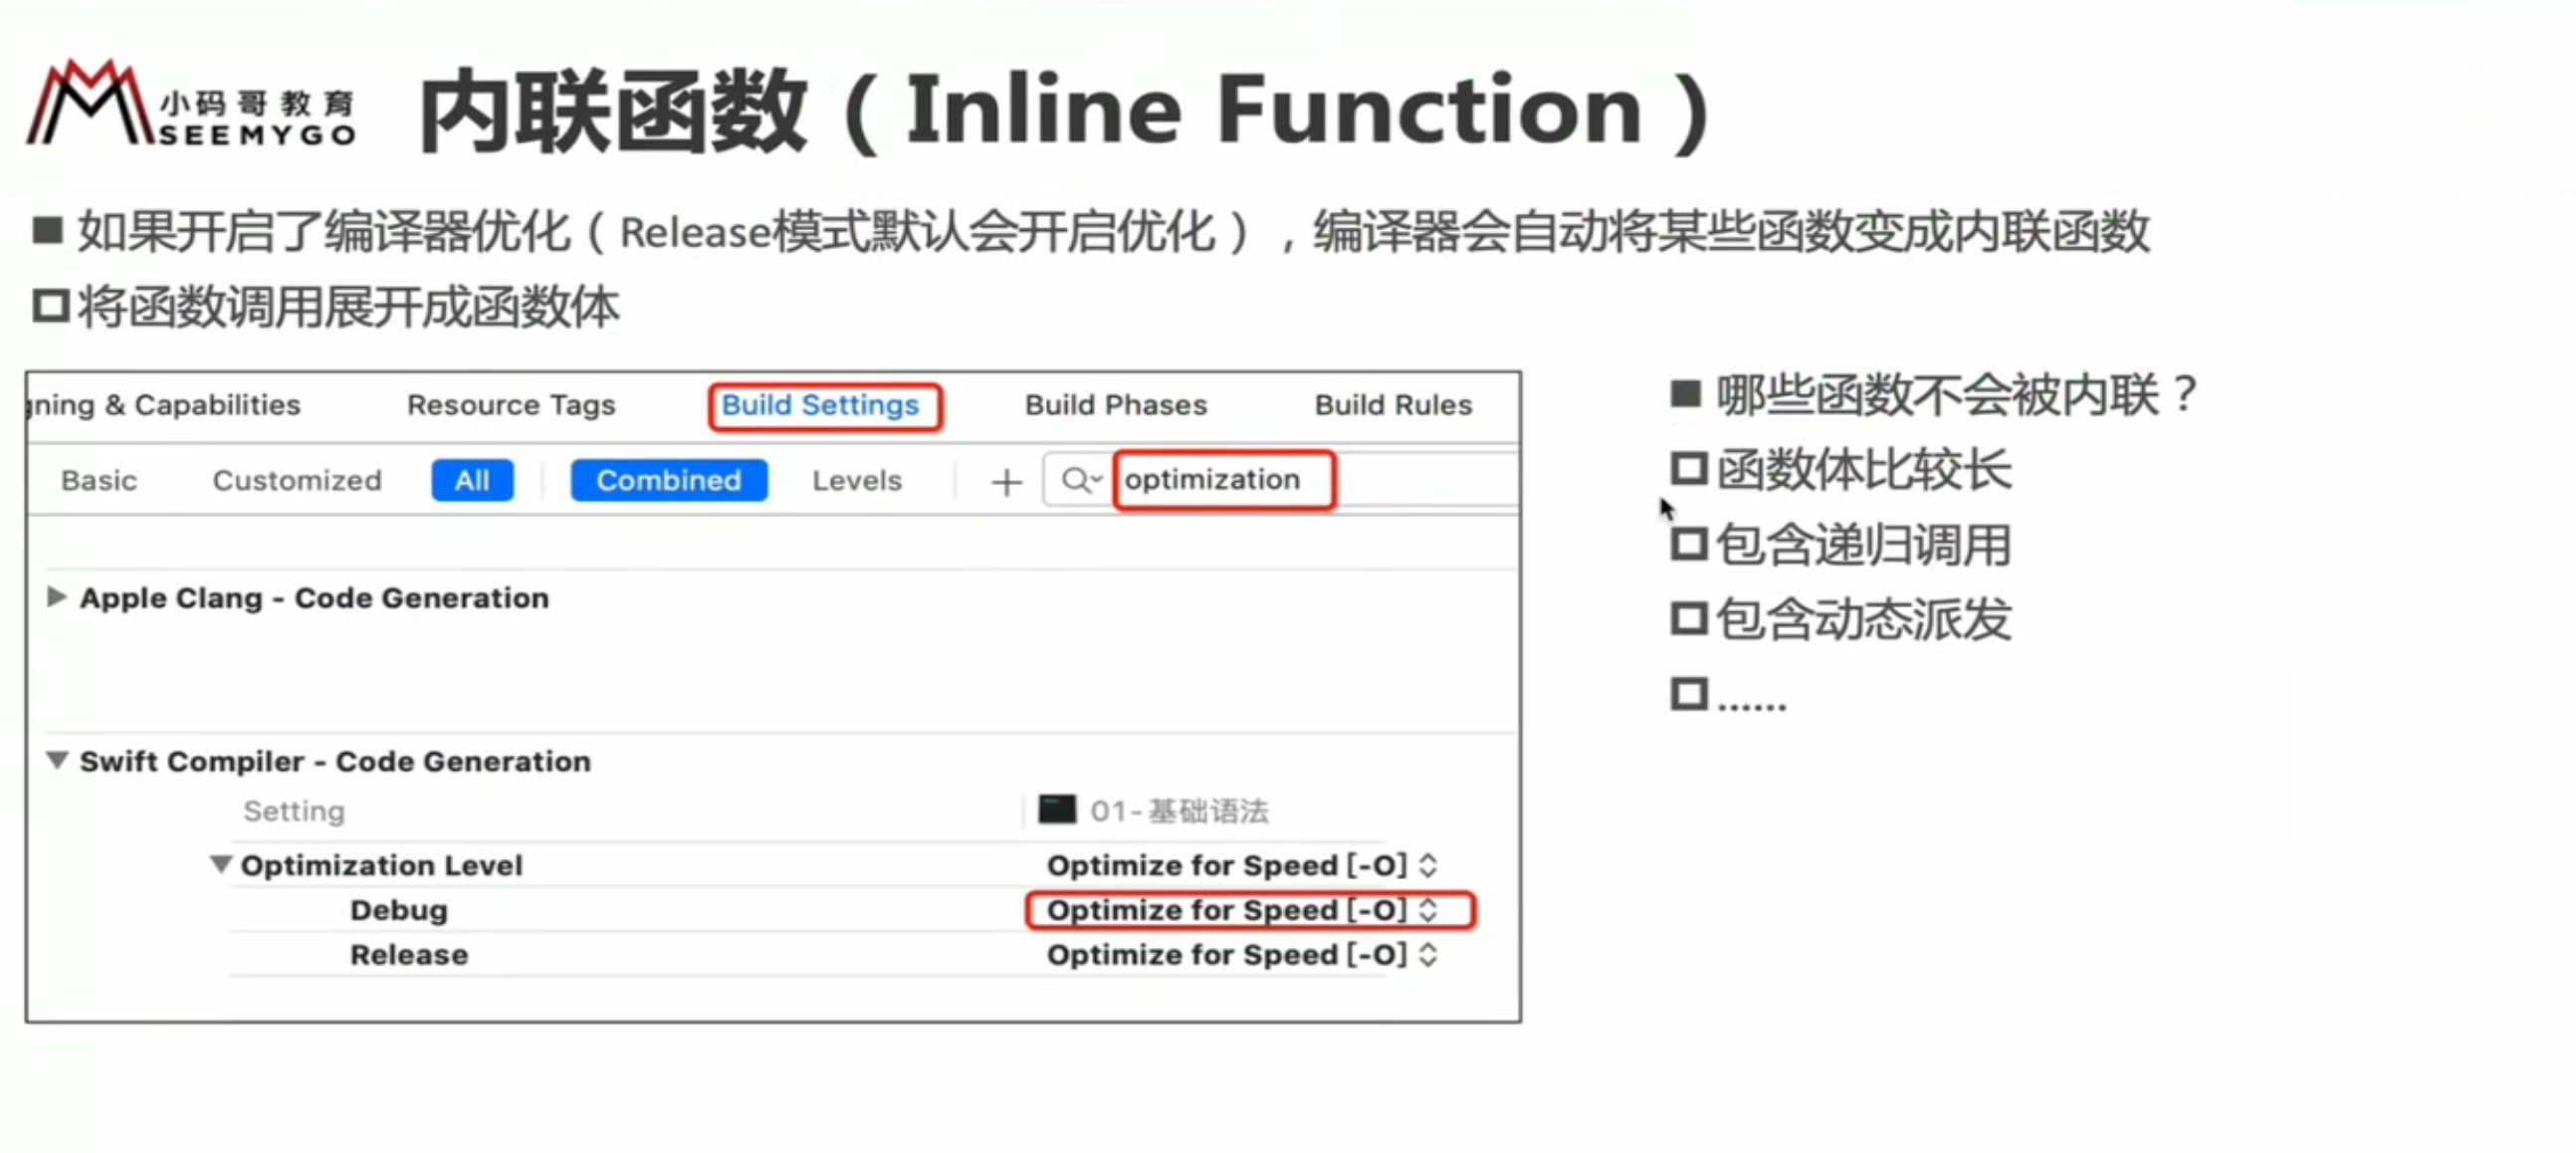 小码哥教育
SEEMYGO
内联函数（Inline Function）
如果开启了编译器优化（Release模式默认会开启优化），编译器会自动将某些函数变成内联函数
将函数调用展开成函数体
ning & Capabilities Resource Tags Build Settings Build Phases Build Rules
Basic Customized All Combined Levels + optimization
Apple Clang - Code Generation
Swift Compiler - Code Generation
Setting 01-基础语法
Optimization Level Optimize for Speed [-O]
Debug Optimize for Speed [-O]
Release Optimize for Speed [-O]
哪些函数不会被内联？
函数体比较长
包含递归调用
包含动态派发
......